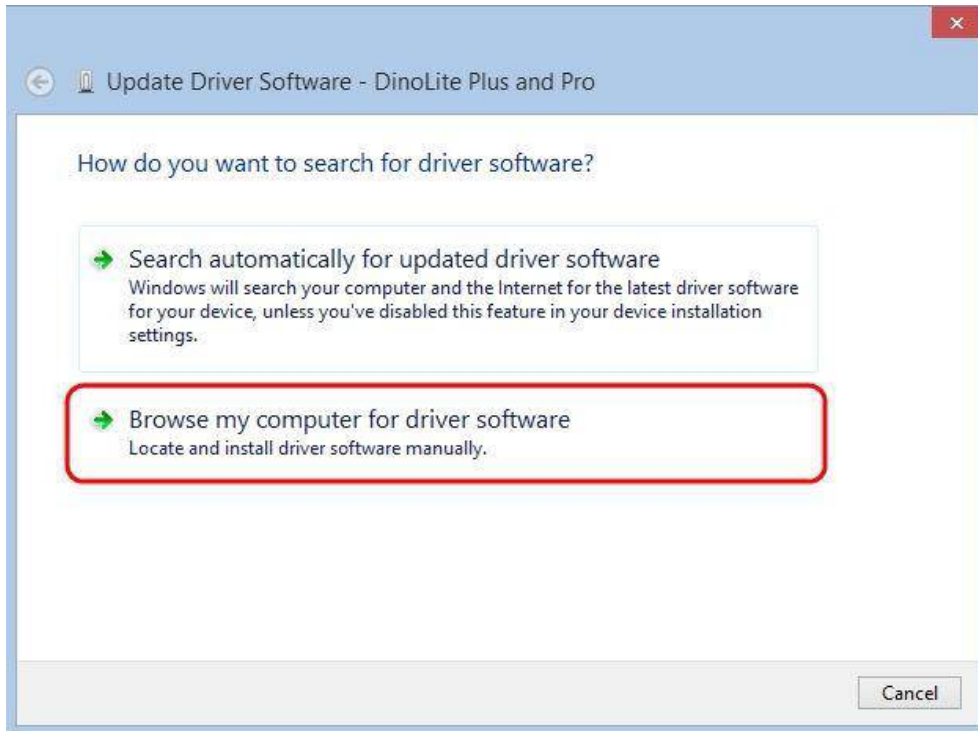 Update Driver Software - DinoLite Plus and Pro
How do you want to search for driver software?
Search automatically for updated driver software
Windows will search your computer and the Internet for the latest driver software
for your device, unless you've disabled this feature in your device installation
settings.
Browse my computer for driver software
Locate and install driver software manually.
Cancel